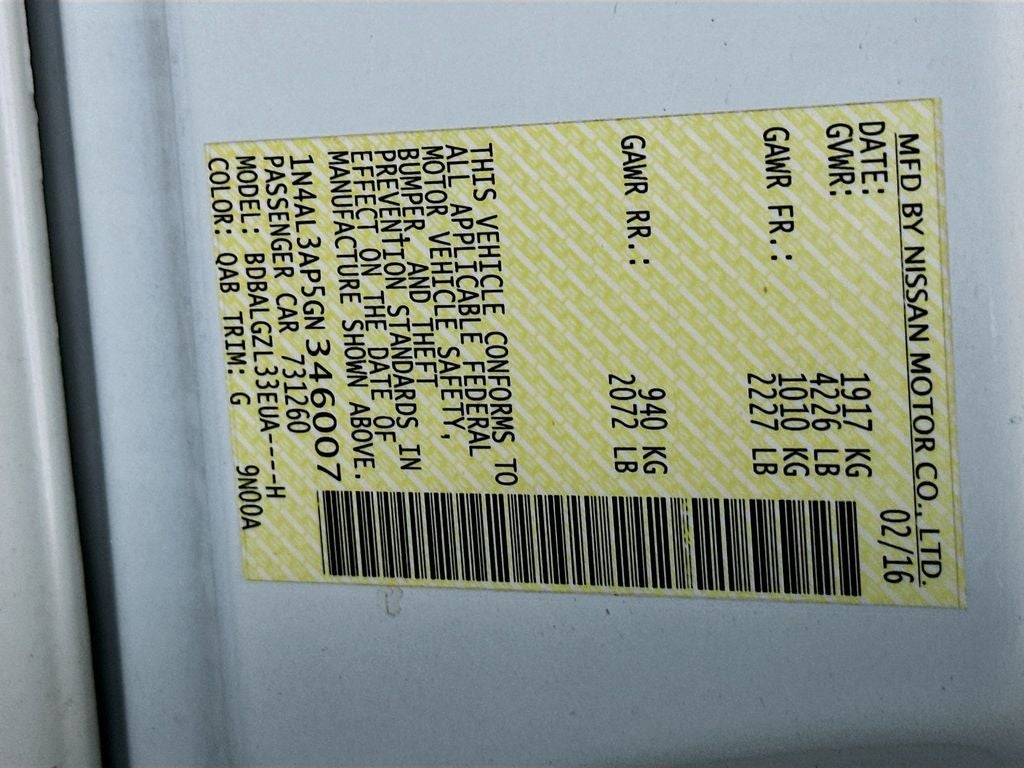 MFD BY NISSAN MOTOR CO., LTD.
DATE: 02/16
GVWR: 1917 KG
4226 LB
GAWR FR.: 1010 KG
2227 LB
GAWR RR.: 940 KG
2072 LB
THIS VEHICLE CONFORMS TO
ALL APPLICABLE FEDERAL
MOTOR VEHICLE SAFETY,
BUMPER, AND THEFT
PREVENTION STANDARDS IN
EFFECT ON THE DATE OF
MANUFACTURE SHOWN ABOVE.
1N4AL3AP5GN346007
PASSENGER CAR 731260
MODEL: BDBALGZL33EUA----H
COLOR: QAB TRIM: G 9N00A